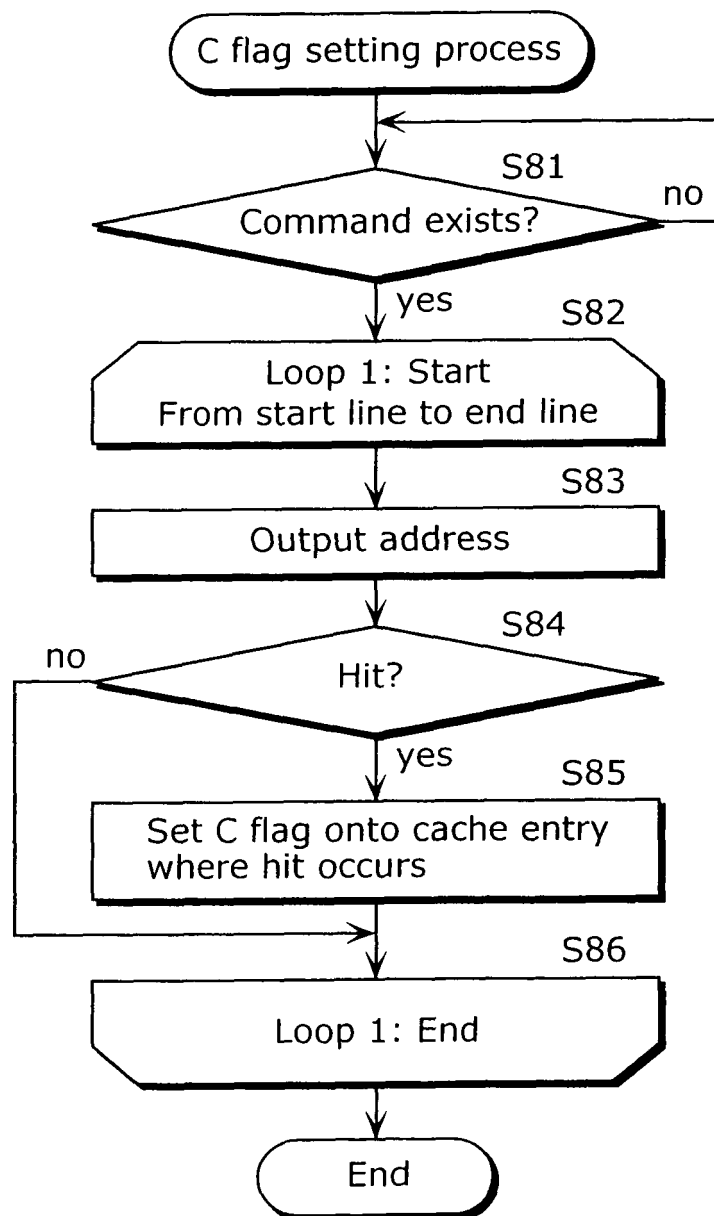 C flag setting process
S81
Command exists?
no
yes
S82
Loop 1: Start
From start line to end line
S83
Output address
S84
no
Hit?
yes
S85
Set C flag onto cache entry
where hit occurs
S86
Loop 1: End
End